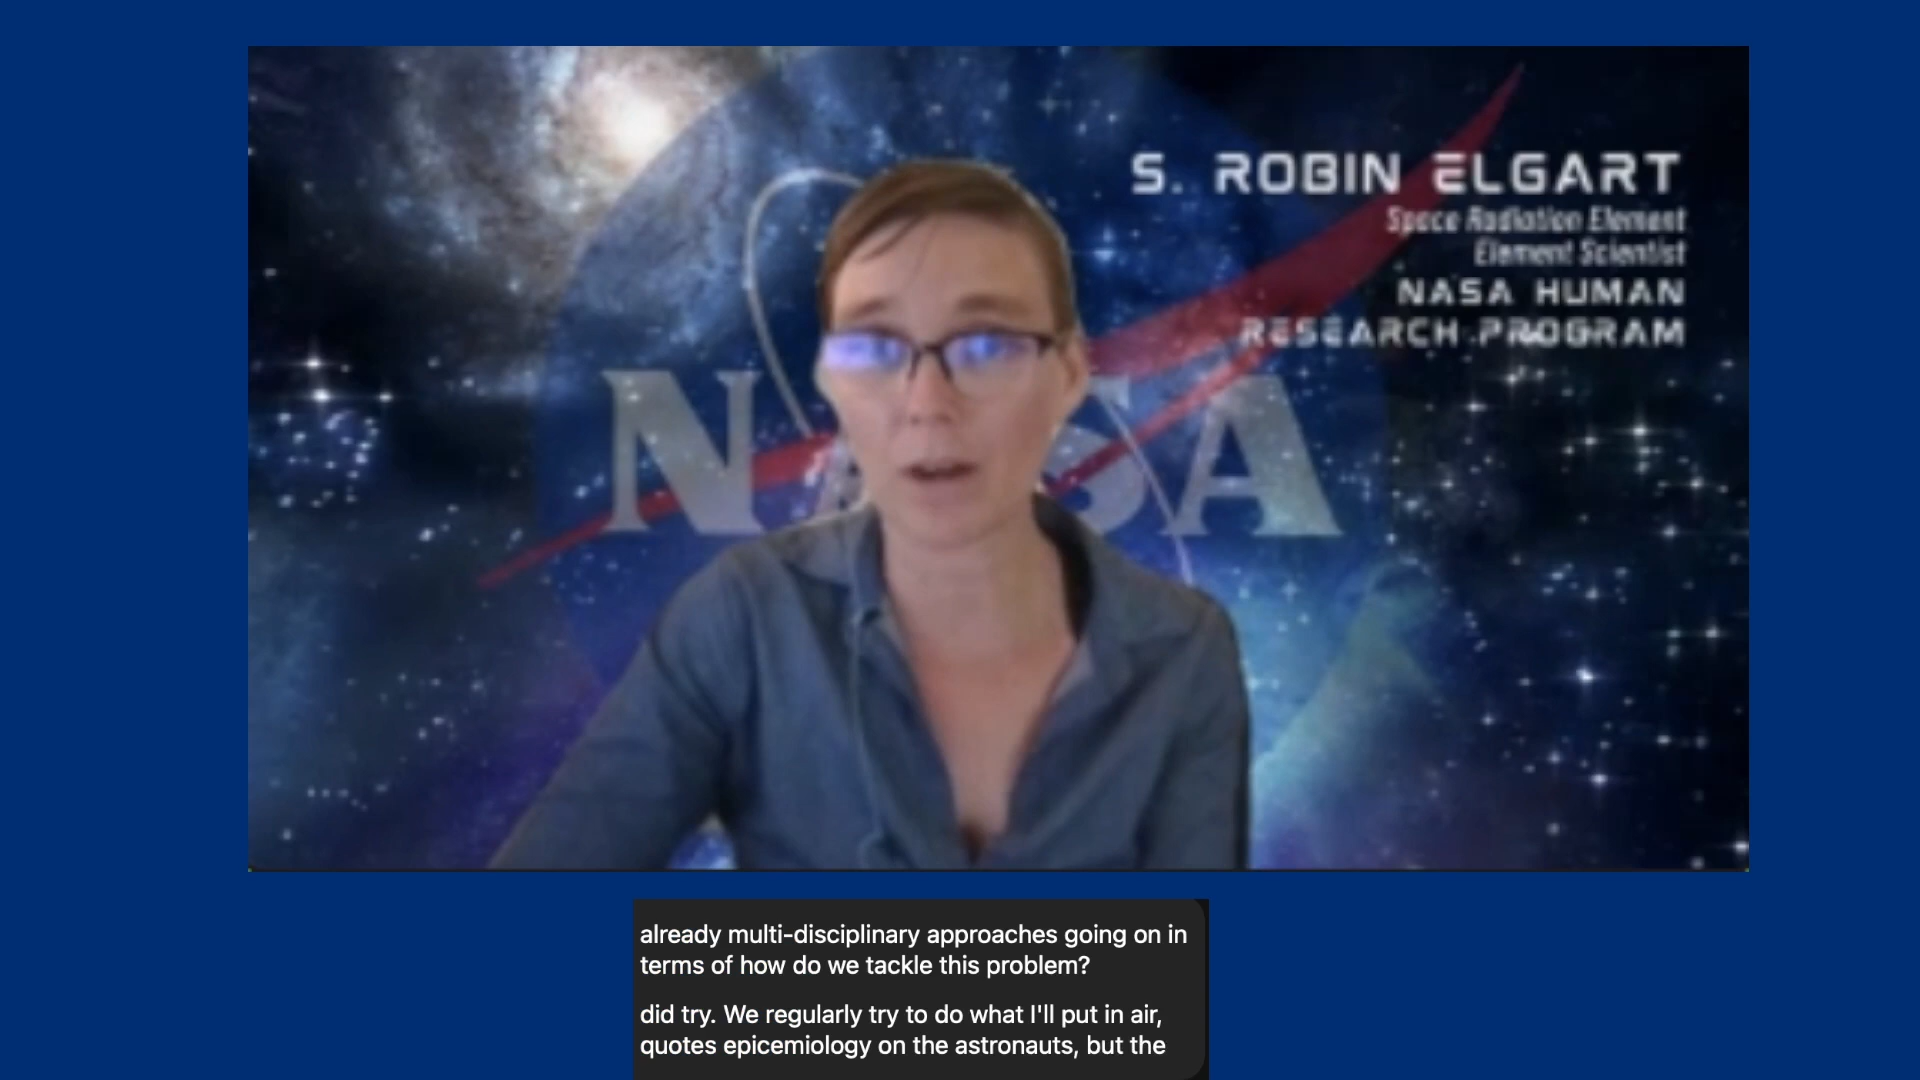 S. ROBIN ELGART
Space Radiation Element
Element Scientist
NASA HUMAN
RESEARCH PROGRAM
NASA
already multi-disciplinary approaches going on in
terms of how do we tackle this problem?
did try. We regularly try to do what I'll put in air,
quotes epicemiology on the astronauts, but the